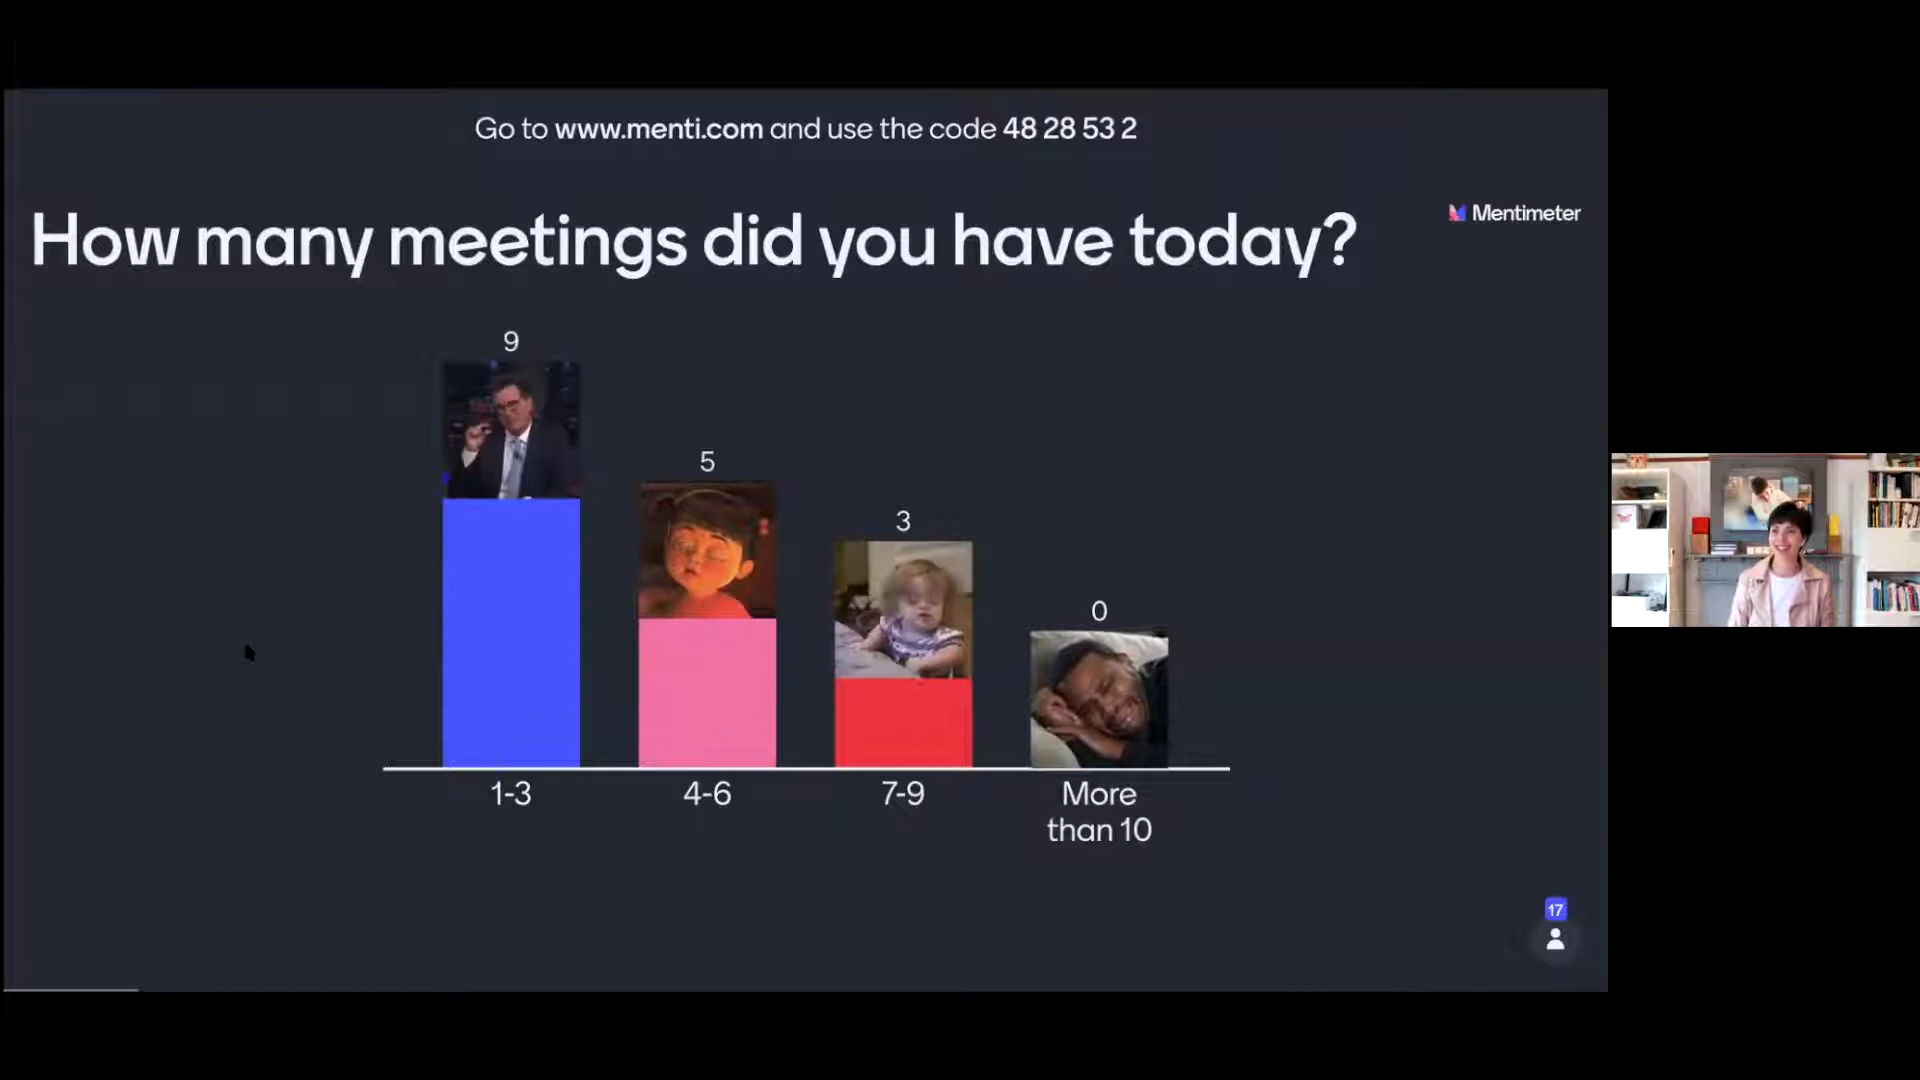 Go to www.menti.com and use the code 48 28 53 2
How many meetings did you have today?
Mentimeter
9
5
3
0
1-3
4-6
7-9
More
than 10
17